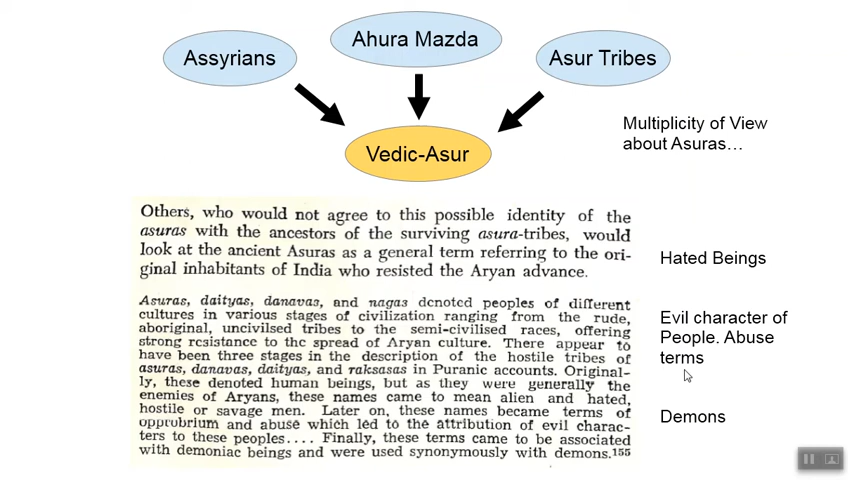 Assyrians
Ahura Mazda
Asur Tribes
Vedic-Asur
Multiplicity of View
about Asuras…
Others, who would not agree to this possible identity of the
asuras with the ancestors of the surviving asura-tribes, would
look at the ancient Asuras as a general term referring to the ori-
ginal inhabitants of India who resisted the Aryan advance.
Hated Beings
Asuras, daityas, danavas, and nagas denoted peoples of different
cultures in various stages of civilization ranging from the rude,
aboriginal, uncivilsed tribes to the semi-civilised races, offering
strong resistance to the spread of Aryan culture. There appear to
have been three stages in the description of the hostile tribes of
asuras, danavas, daityas, and raksasas in Puranic accounts. Original-
ly, these denoted human beings, but as they were generally the
enemies of Aryans, these names came to mean alien and hated,
hostile or savage men. Later on, these names became terms of
opprobrium and abuse which led to the attribution of evil charac-
ters to these peoples.... Finally, these terms came to be associated
with demoniac beings and were used synonymously with demons.155
Evil character of
People. Abuse
terms
Demons